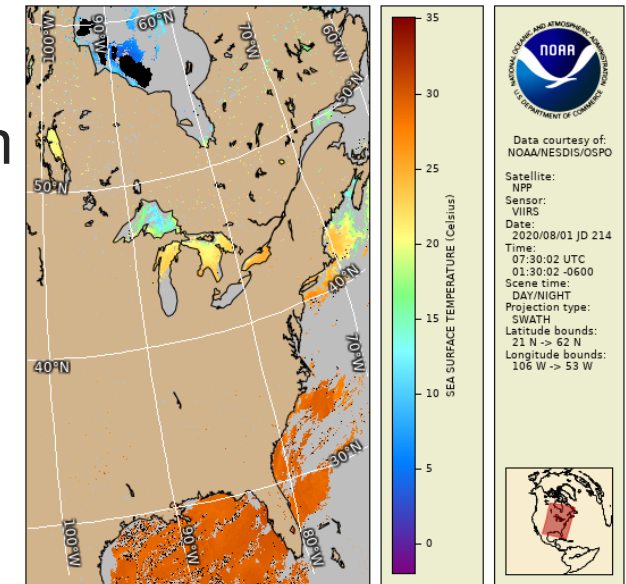 n
100°W
90°W
60°N
70°W
60°W
50°N
50°N
40°N
40°N
70°W
30°N
100°W
90°W
80°W
35
30
25
20
15
10
5
0
SEA SURFACE TEMPERATURE (Celsius)
NATIONAL OCEANIC AND ATMOSPHERIC ADMINISTRATION
NOAA
U.S. DEPARTMENT OF COMMERCE
Data courtesy of:
NOAA/NESDIS/OSPO
Satellite:
NPP
Sensor:
VIIRS
Date:
2020/08/01 JD 214
Time:
07:30:02 UTC
01:30:02 -0600
Scene time:
DAY/NIGHT
Projection type:
SWATH
Latitude bounds:
21 N -> 62 N
Longitude bounds:
106 W -> 53 W